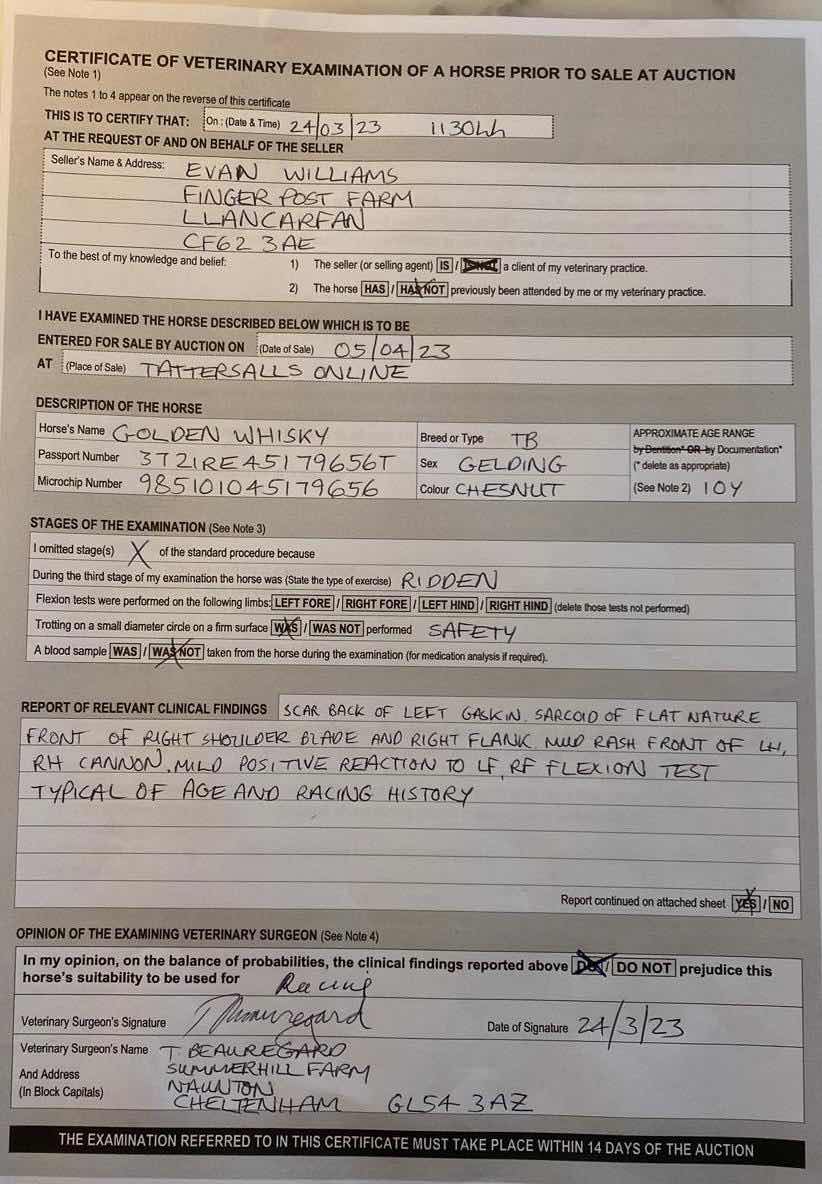 CERTIFICATE OF VETERINARY EXAMINATION OF A HORSE PRIOR TO SALE AT AUCTION
(See Note 1)
The notes 1 to 4 appear on the reverse of this certificate
THIS IS TO CERTIFY THAT: On : (Date & Time) 24/03/23 1130hh
AT THE REQUEST OF AND ON BEHALF OF THE SELLER
Seller's Name & Address: EVAN WILLIAMS
FINGER POST FARM
LLANCARFAN
CF62 3AE
To the best of my knowledge and belief: 1) The seller (or selling agent) IS / IS NOT a client of my veterinary practice.
2) The horse HAS / HAS NOT previously been attended by me or my veterinary practice.
I HAVE EXAMINED THE HORSE DESCRIBED BELOW WHICH IS TO BE
ENTERED FOR SALE BY AUCTION ON (Date of Sale) 05/04/23
AT (Place of Sale) TATTERSALLS ONLINE
DESCRIPTION OF THE HORSE
Horse's Name GOLDEN WHISKY Breed or Type TB APPROXIMATE AGE RANGE
by Dentition* OR by Documentation*
Passport Number 372IRE45179656T Sex GELDING (* delete as appropriate)
Microchip Number 985101045179656 Colour CHESNUT (See Note 2) 10Y
STAGES OF THE EXAMINATION (See Note 3)
I omitted stage(s) X of the standard procedure because
During the third stage of my examination the horse was (State the type of exercise) RIDDEN
Flexion tests were performed on the following limbs: LEFT FORE / RIGHT FORE / LEFT HIND / RIGHT HIND (delete those tests not performed)
Trotting on a small diameter circle on a firm surface WAS / WAS NOT performed SAFETY
A blood sample WAS / WAS NOT taken from the horse during the examination (for medication analysis if required).
REPORT OF RELEVANT CLINICAL FINDINGS SCAR BACK OF LEFT GASKIN. SARCOID OF FLAT NATURE
FRONT OF RIGHT SHOULDER BLADE AND RIGHT FLANK. MUD RASH FRONT OF LH,
RH CANNON. MILD POSITIVE REACTION TO LF, RF FLEXION TEST
TYPICAL OF AGE AND RACING HISTORY
Report continued on attached sheet YES / NO
OPINION OF THE EXAMINING VETERINARY SURGEON (See Note 4)
In my opinion, on the balance of probabilities, the clinical findings reported above DO / DO NOT prejudice this
horse's suitability to be used for Racing
Veterinary Surgeon's Signature T Beauregard Date of Signature 24/3/23
Veterinary Surgeon's Name T. BEAUREGARD
And Address SUMMERHILL FARM
(In Block Capitals) NAUNTON
CHELTENHAM GL54 3AZ
THE EXAMINATION REFERRED TO IN THIS CERTIFICATE MUST TAKE PLACE WITHIN 14 DAYS OF THE AUCTION